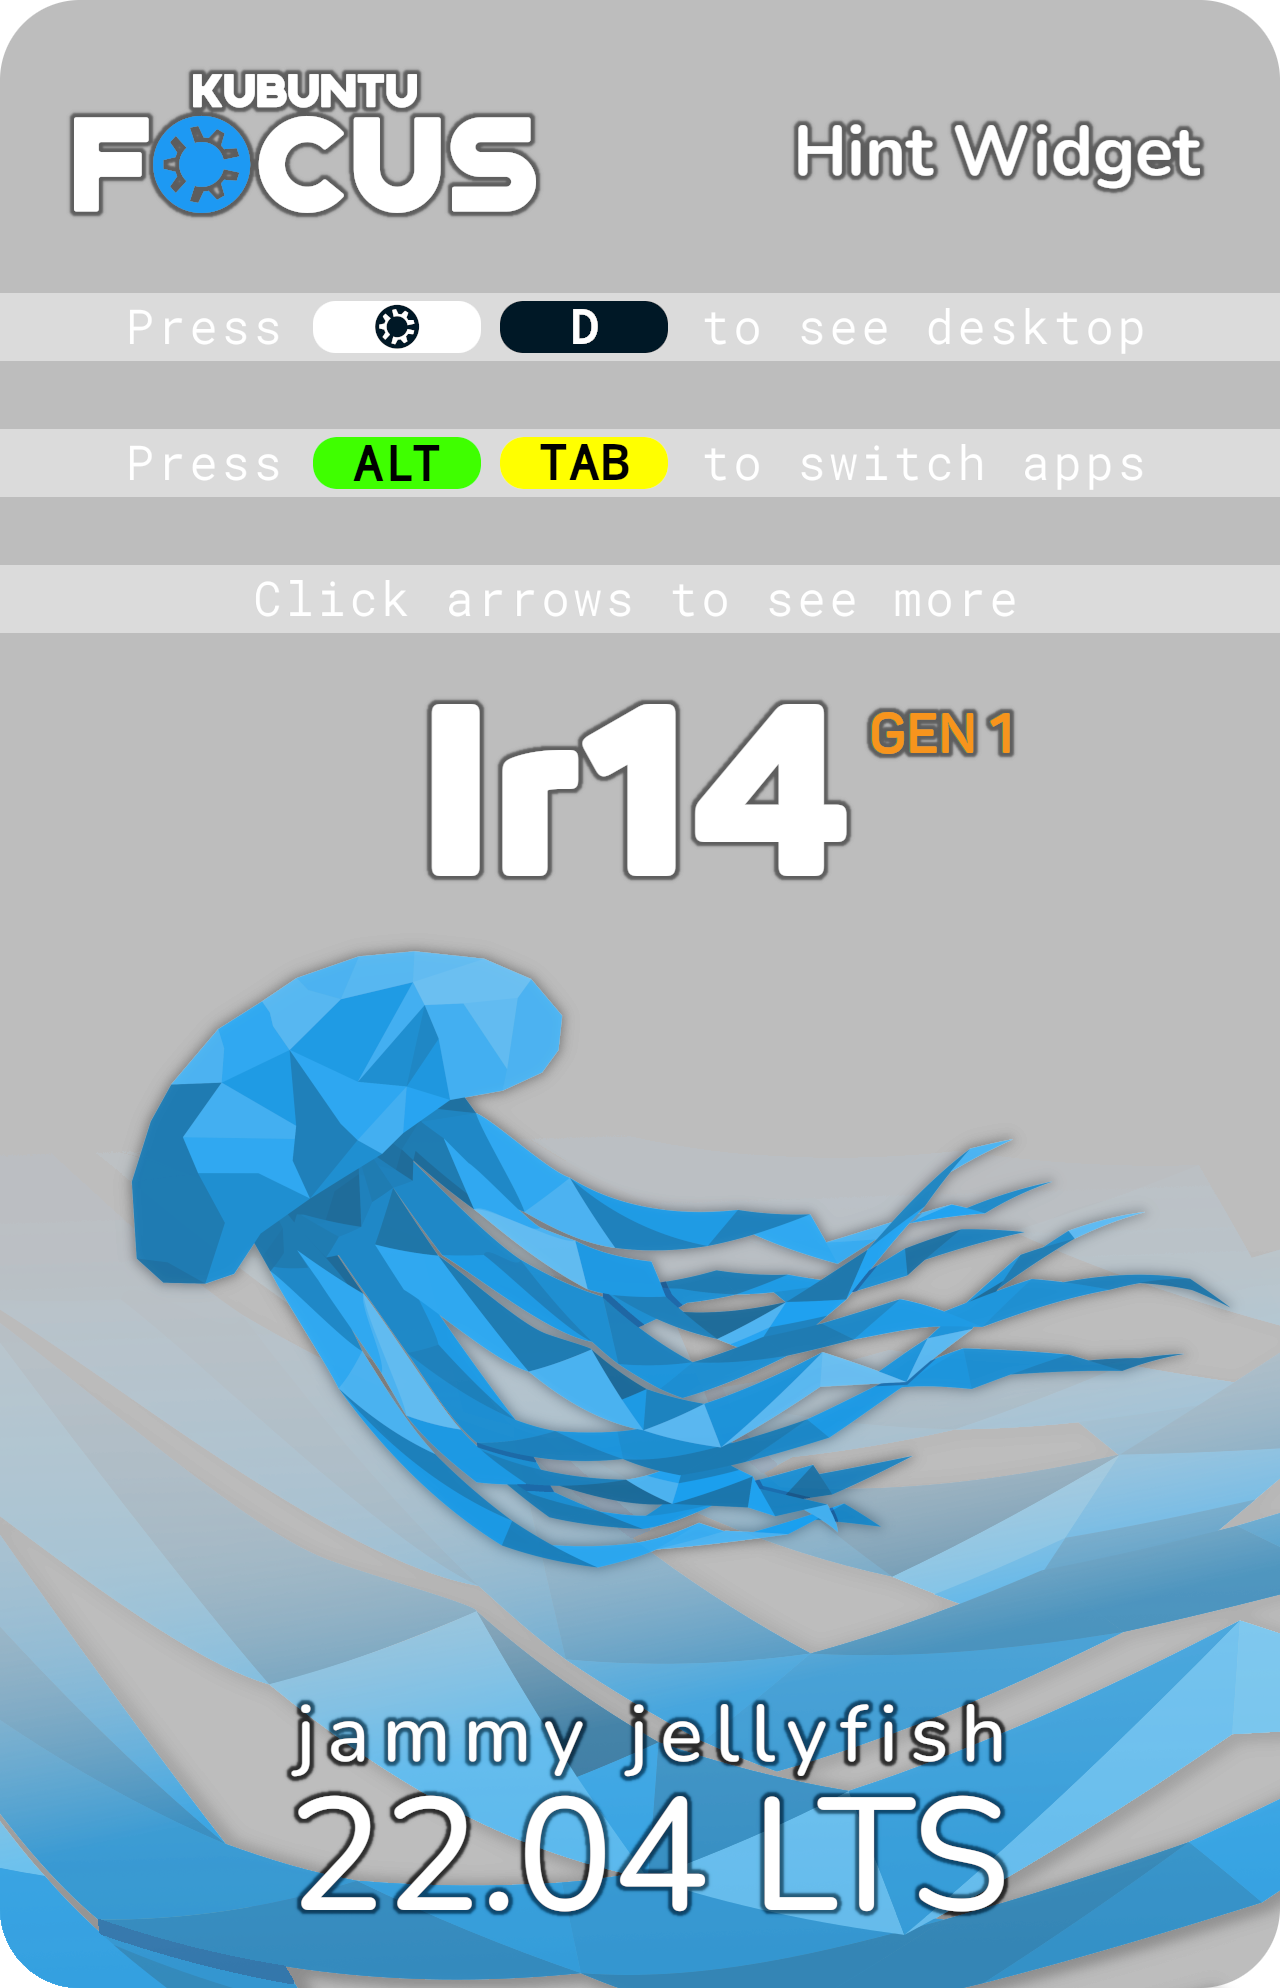 KUBUNTU
FOCUS
Hint Widget
Press D to see desktop
Press ALT TAB to switch apps
Click arrows to see more
Ir14 GEN 1
jammy jellyfish
22.04 LTS